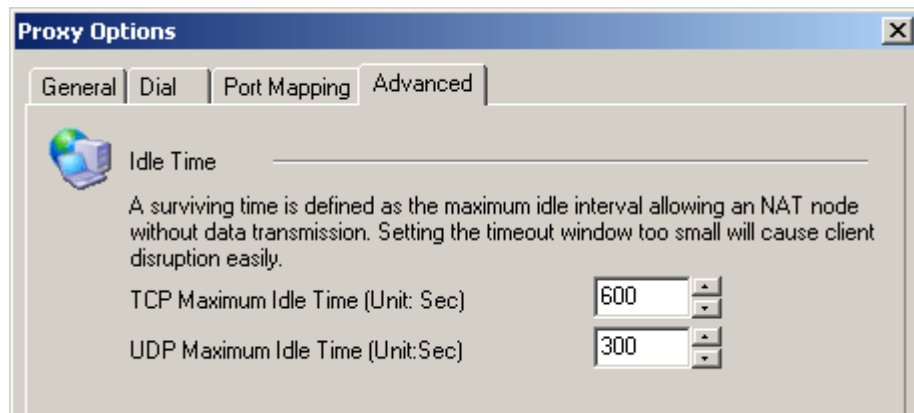 Proxy Options
General Dial Port Mapping Advanced
Idle Time
A surviving time is defined as the maximum idle interval allowing an NAT node
without data transmission. Setting the timeout window too small will cause client
disruption easily.
TCP Maximum Idle Time (Unit: Sec) 600
UDP Maximum Idle Time (Unit:Sec) 300